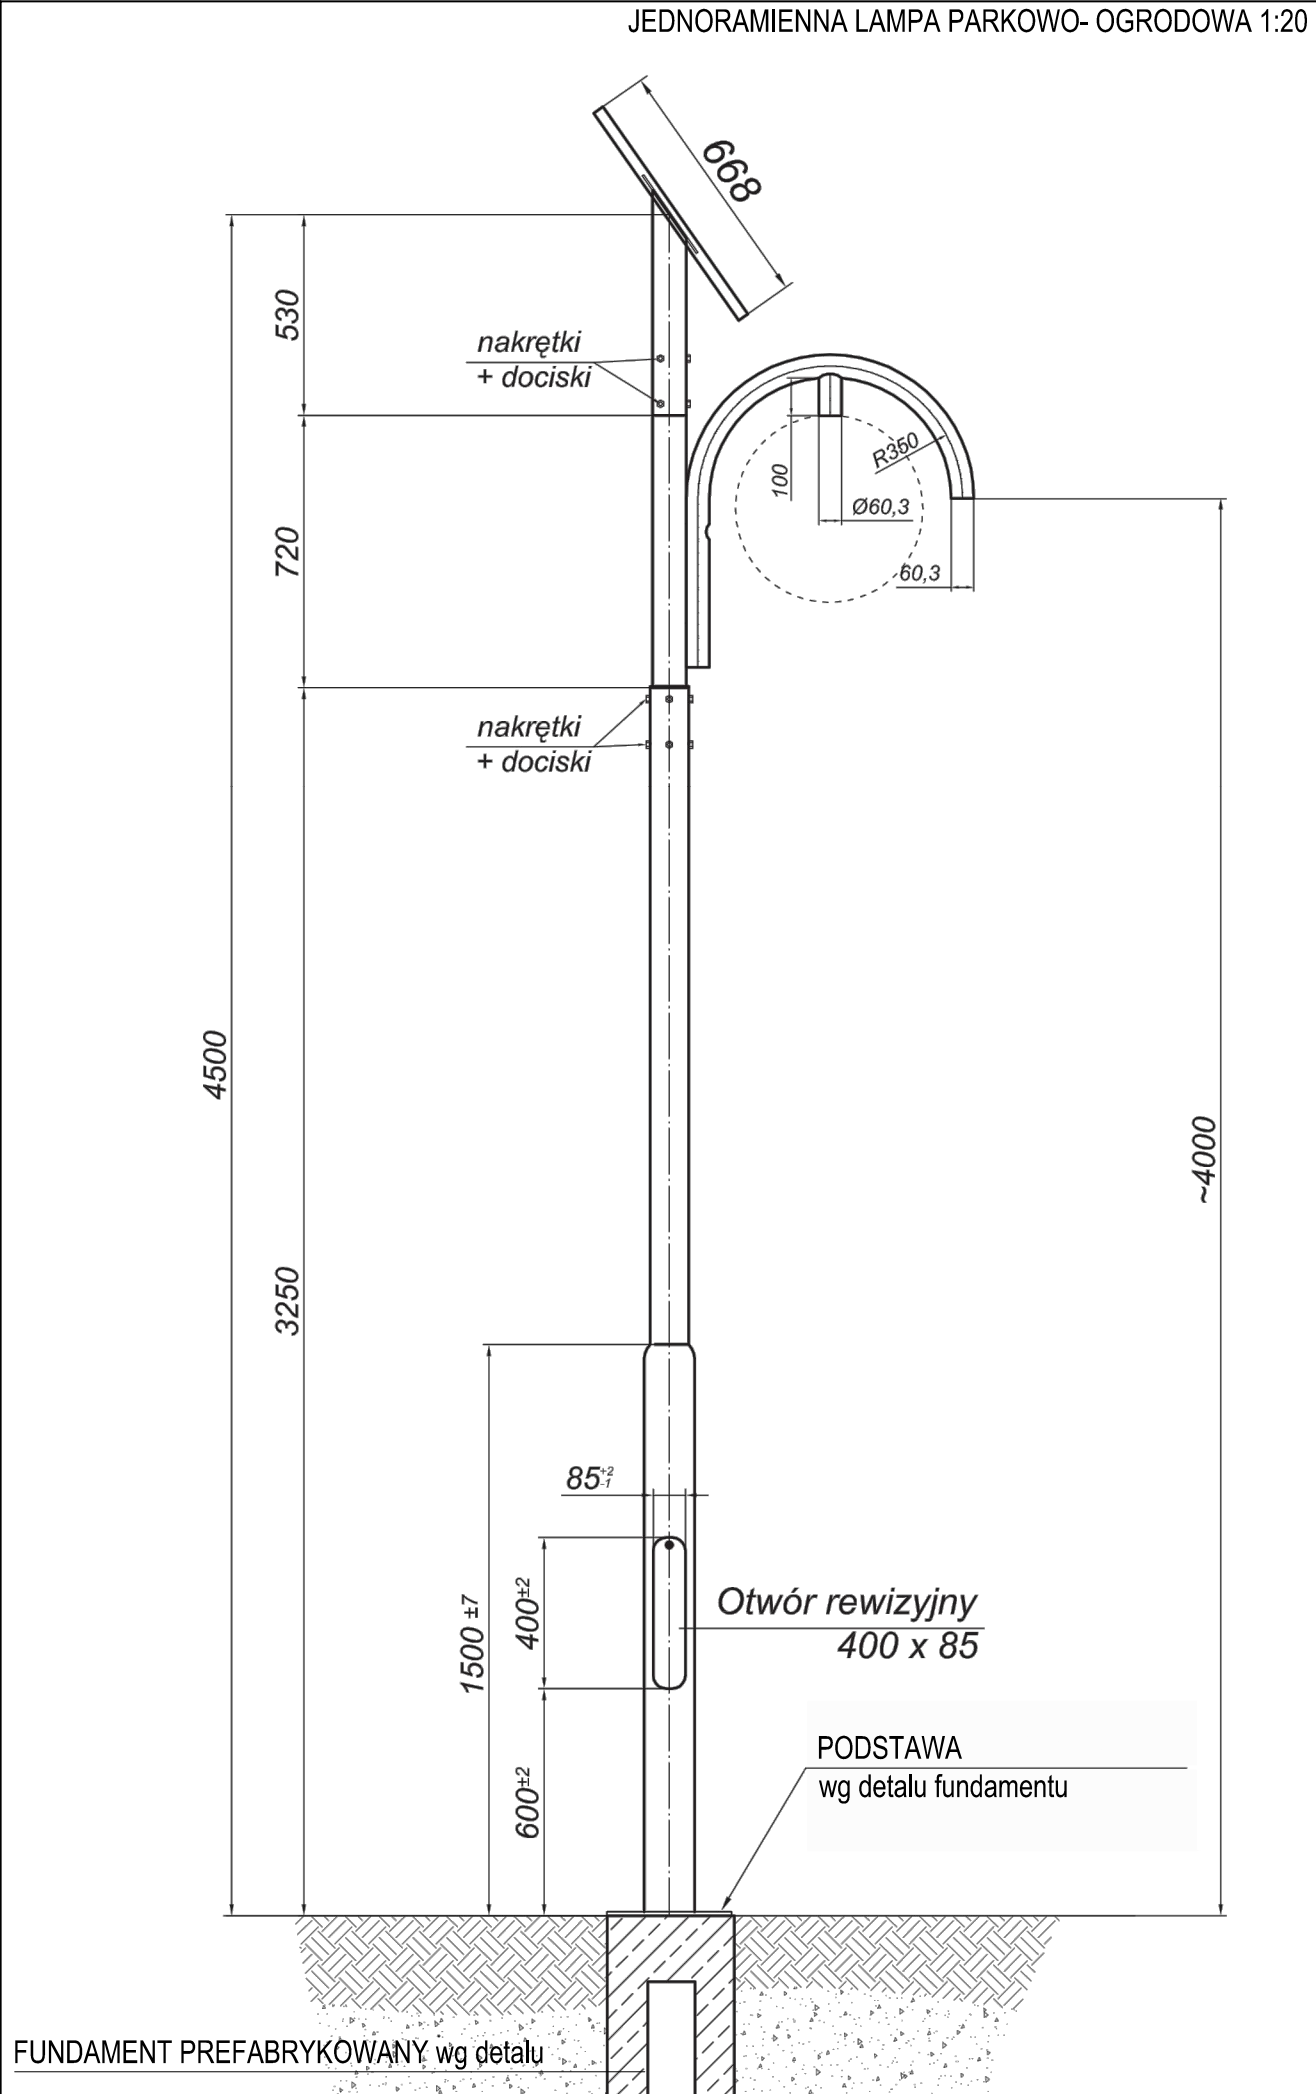 JEDNORAMIENNA LAMPA PARKOWO- OGRODOWA 1:20
668
530
nakrętki
+ dociski
R350
100
Ø60,3
720
60,3
nakrętki
+ dociski
4500
~4000
3250
85+2-1
400±2
1500 ±7
Otwór rewizyjny
400 x 85
PODSTAWA
wg detalu fundamentu
600±2
FUNDAMENT PREFABRYKOWANY wg detalu